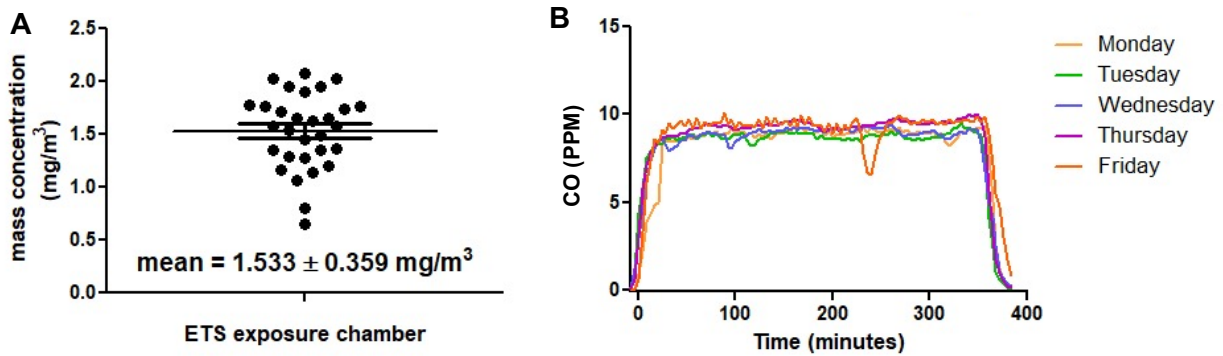 A
mass concentration
(mg/m³)
2.5
2.0
1.5
1.0
0.5
0.0
mean = 1.533 ± 0.359 mg/m³
ETS exposure chamber
B
CO (PPM)
15
10
5
0
0 100 200 300 400
Time (minutes)
Monday
Tuesday
Wednesday
Thursday
Friday